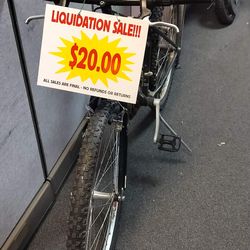 LIQUIDATION SALE!!!
$20.00
ALL SALES ARE FINAL - NO REFUNDS OR RETURNS